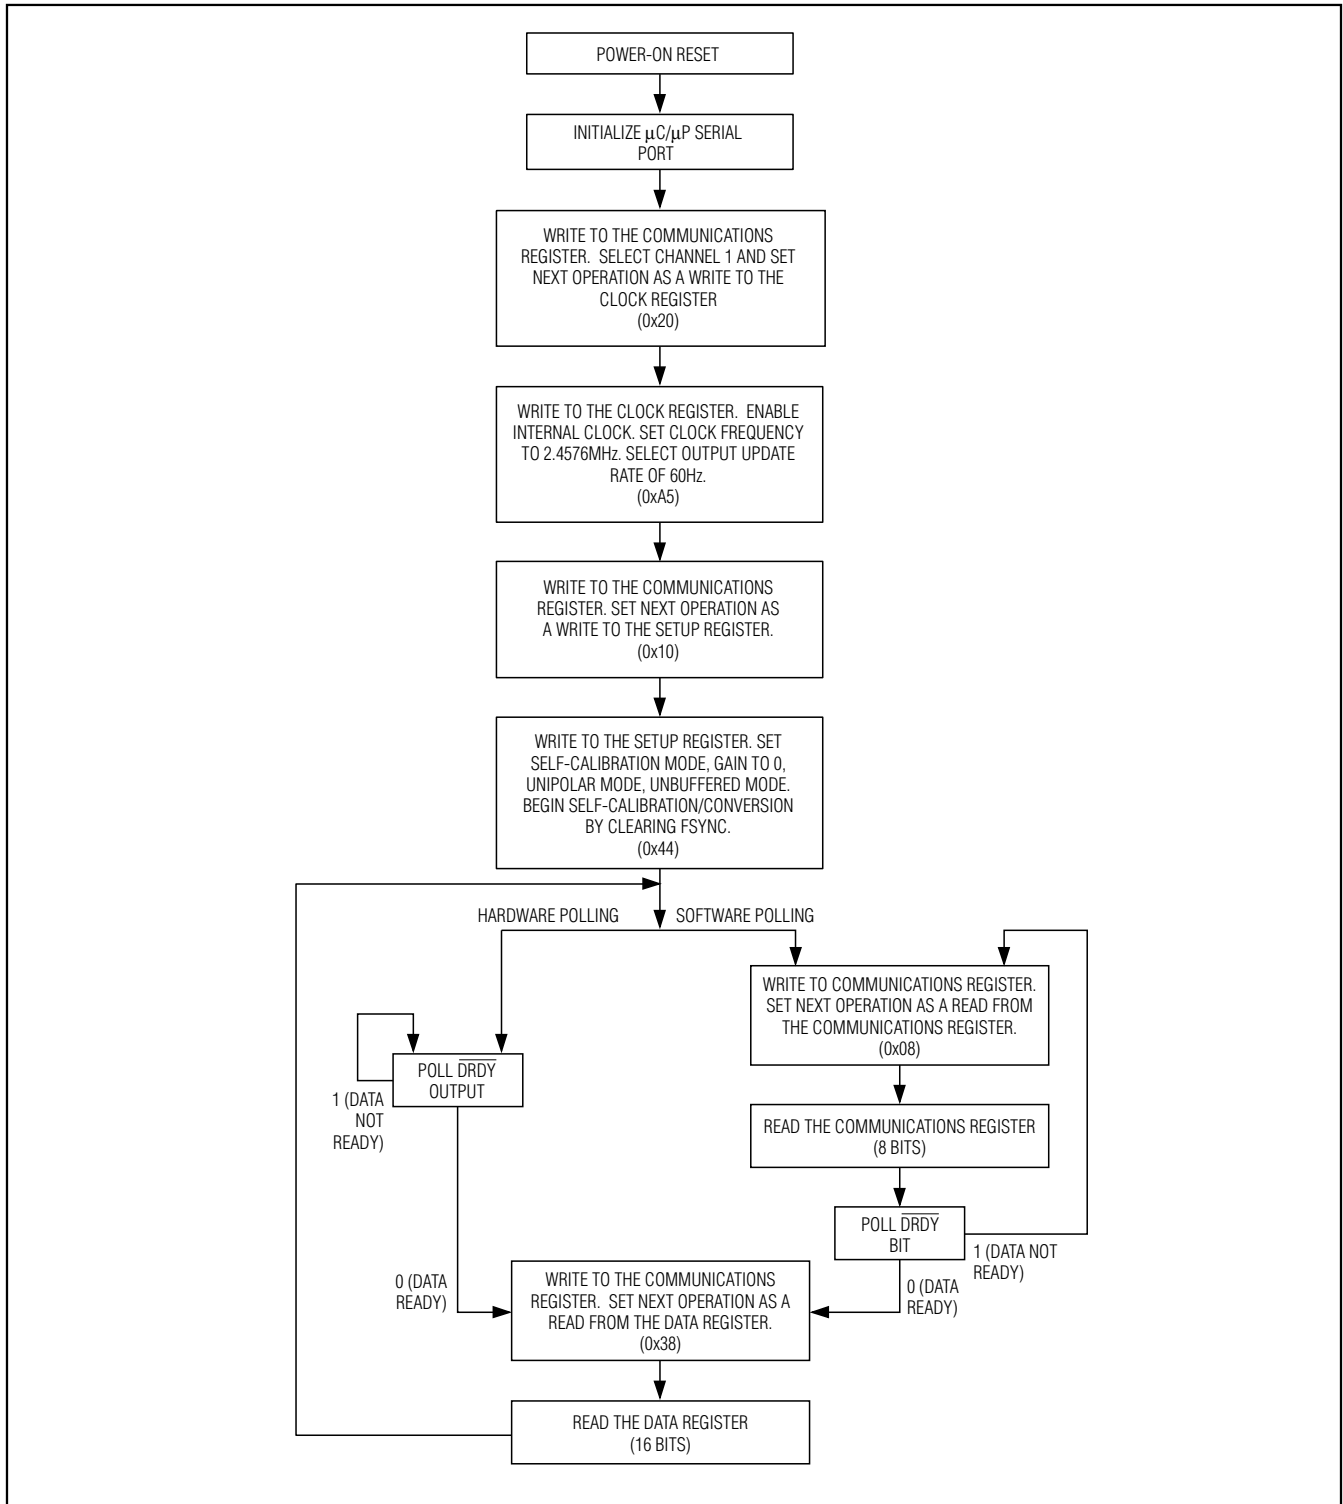 POWER-ON RESET
INITIALIZE μC/μP SERIAL
PORT
WRITE TO THE COMMUNICATIONS
REGISTER. SELECT CHANNEL 1 AND SET
NEXT OPERATION AS A WRITE TO THE
CLOCK REGISTER
(0x20)
WRITE TO THE CLOCK REGISTER. ENABLE
INTERNAL CLOCK. SET CLOCK FREQUENCY
TO 2.4576MHz. SELECT OUTPUT UPDATE
RATE OF 60Hz.
(0xA5)
WRITE TO THE COMMUNICATIONS
REGISTER. SET NEXT OPERATION AS
A WRITE TO THE SETUP REGISTER.
(0x10)
WRITE TO THE SETUP REGISTER. SET
SELF-CALIBRATION MODE, GAIN TO 0,
UNIPOLAR MODE, UNBUFFERED MODE.
BEGIN SELF-CALIBRATION/CONVERSION
BY CLEARING FSYNC.
(0x44)
HARDWARE POLLING
SOFTWARE POLLING
WRITE TO COMMUNICATIONS REGISTER.
SET NEXT OPERATION AS A READ FROM
THE COMMUNICATIONS REGISTER.
(0x08)
POLL D̅R̅D̅Y̅
OUTPUT
1 (DATA
NOT
READY)
READ THE COMMUNICATIONS REGISTER
(8 BITS)
POLL D̅R̅D̅Y̅
BIT
1 (DATA NOT
READY)
0 (DATA
READY)
0 (DATA
READY)
WRITE TO THE COMMUNICATIONS
REGISTER. SET NEXT OPERATION AS A
READ FROM THE DATA REGISTER.
(0x38)
READ THE DATA REGISTER
(16 BITS)